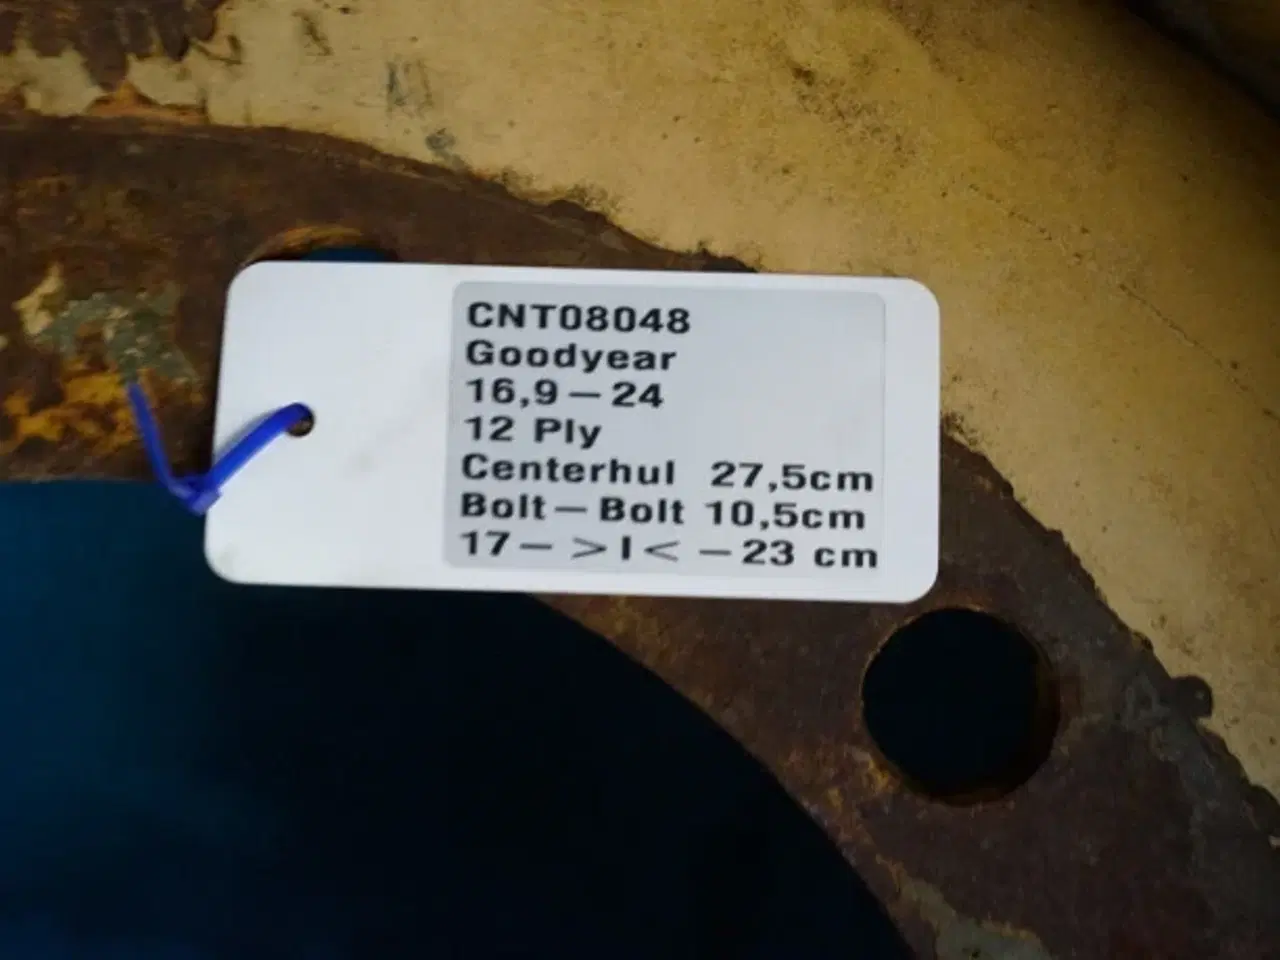 CNT08048
Goodyear
16,9-24
12 Ply
Centerhul 27,5cm
Bolt-Bolt 10,5cm
17- >I< -23 cm